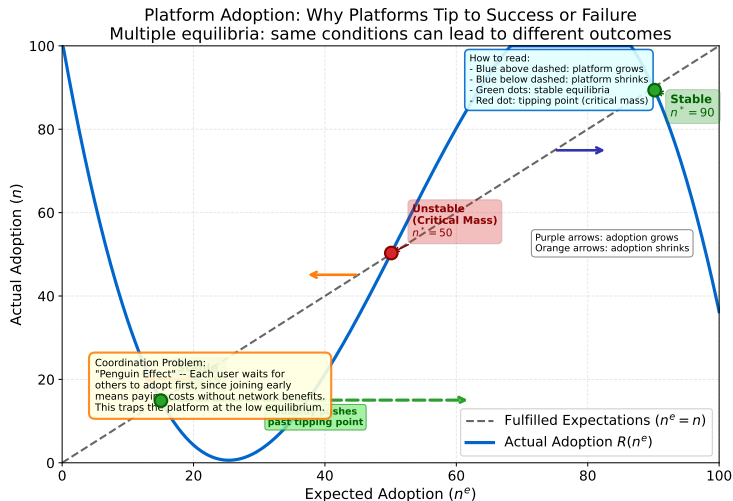 Platform Adoption: Why Platforms Tip to Success or Failure
Multiple equilibria: same conditions can lead to different outcomes
Actual Adoption (n)
100
80
60
40
20
0
How to read:
- Blue above dashed: platform grows
- Blue below dashed: platform shrinks
- Green dots: stable equilibria
- Red dot: tipping point (critical mass)
Stable
n* = 90
Unstable
(Critical Mass)
n* = 50
Purple arrows: adoption grows
Orange arrows: adoption shrinks
Coordination Problem:
"Penguin Effect" -- Each user waits for
others to adopt first, since joining early
means paying costs without network benefits.
This traps the platform at the low equilibrium.
shes
past tipping point
Fulfilled Expectations (nᵉ = n)
Actual Adoption R(nᵉ)
0
20
40
60
80
100
Expected Adoption (nᵉ)